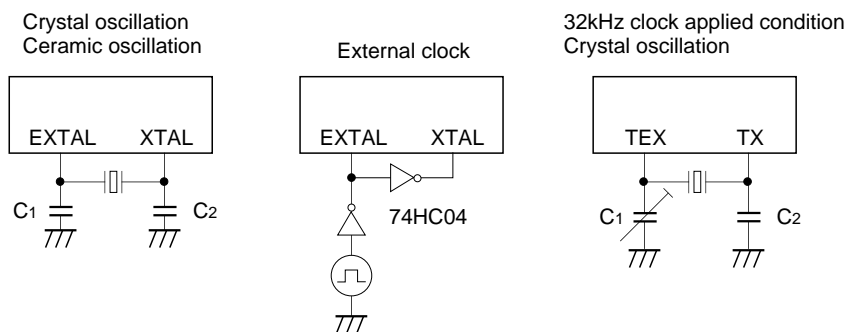 Crystal oscillation
Ceramic oscillation
EXTAL XTAL
C1 C2
External clock
EXTAL XTAL
74HC04
32kHz clock applied condition
Crystal oscillation
TEX TX
C1 C2